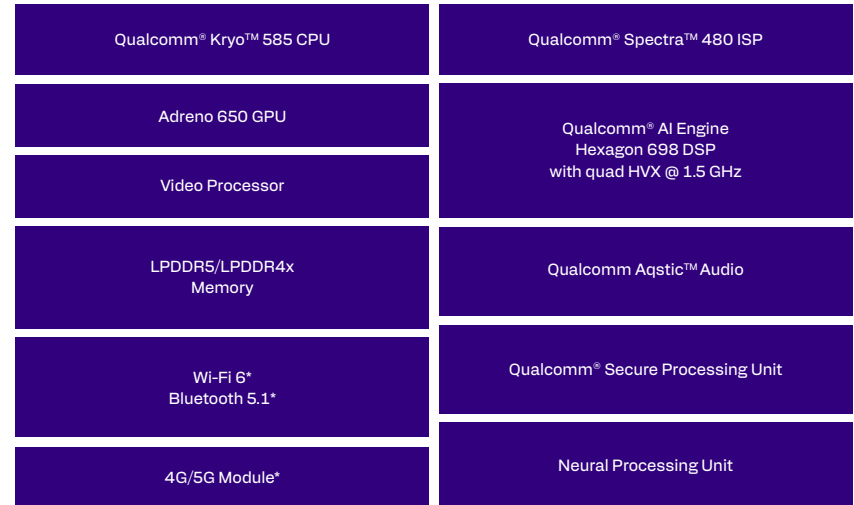 Qualcomm® Kryo™ 585 CPU
Adreno 650 GPU
Video Processor
LPDDR5/LPDDR4x
Memory
Wi-Fi 6*
Bluetooth 5.1*
4G/5G Module*
Qualcomm® Spectra™ 480 ISP
Qualcomm® AI Engine
Hexagon 698 DSP
with quad HVX @ 1.5 GHz
Qualcomm Aqstic™ Audio
Qualcomm® Secure Processing Unit
Neural Processing Unit